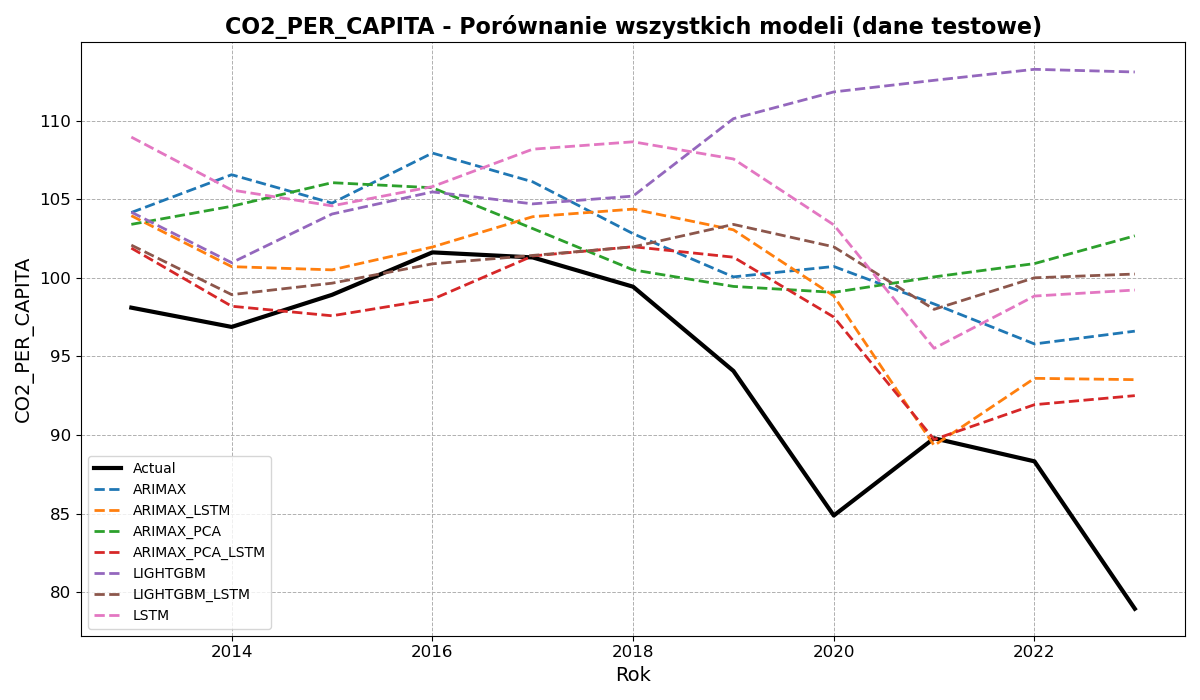 CO2_PER_CAPITA - Porównanie wszystkich modeli (dane testowe)
CO2_PER_CAPITA
110
105
100
95
90
85
80
Actual
ARIMAX
ARIMAX_LSTM
ARIMAX_PCA
ARIMAX_PCA_LSTM
LIGHTGBM
LIGHTGBM_LSTM
LSTM
2014
2016
2018
2020
2022
Rok